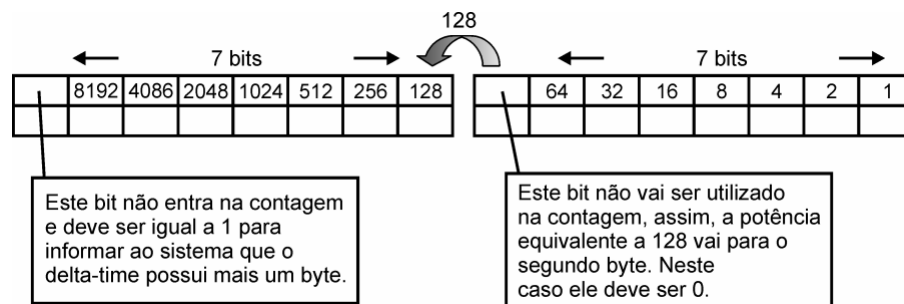 128
7 bits
7 bits
8192 4086 2048 1024 512 256 128
64 32 16 8 4 2 1
Este bit não entra na contagem
e deve ser igual a 1 para
informar ao sistema que o
delta-time possui mais um byte.
Este bit não vai ser utilizado
na contagem, assim, a potência
equivalente a 128 vai para o
segundo byte. Neste
caso ele deve ser 0.